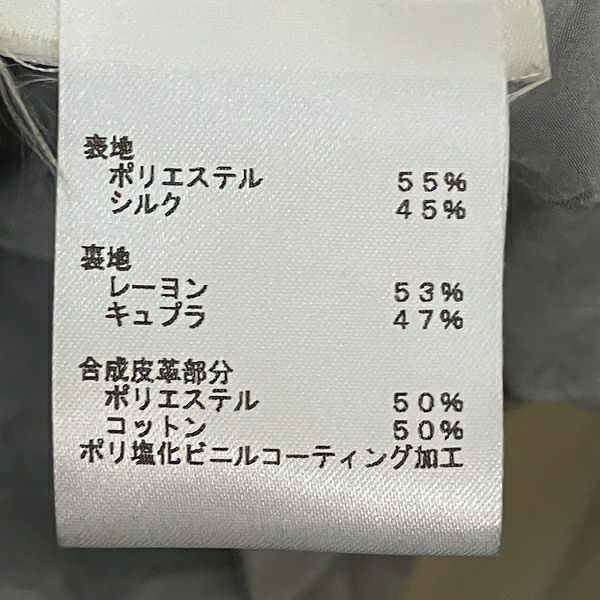 表地
ポリエステル 55%
シルク 45%
裏地
レーヨン 53%
キュプラ 47%
合成皮革部分
ポリエステル 50%
コットン 50%
ポリ塩化ビニルコーティング加工